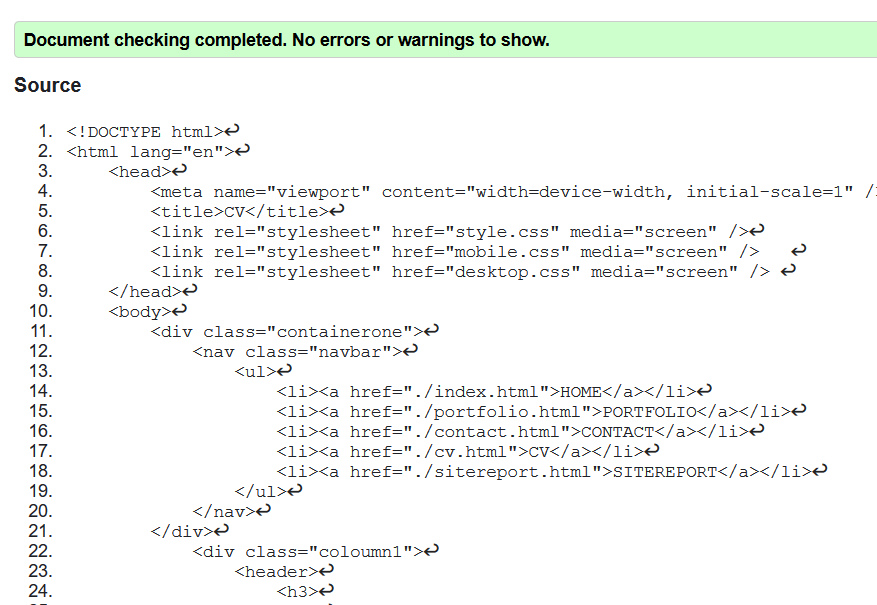 Document checking completed. No errors or warnings to show.
Source
1. <!DOCTYPE html>↩
2. <html lang="en">↩
3.     <head>↩
4.         <meta name="viewport" content="width=device-width, initial-scale=1" /
5.         <title>CV</title>↩
6.         <link rel="stylesheet" href="style.css" media="screen" />↩
7.         <link rel="stylesheet" href="mobile.css" media="screen" />   ↩
8.         <link rel="stylesheet" href="desktop.css" media="screen" /> ↩
9.     </head>↩
10.     <body>↩
11.         <div class="containerone">↩
12.             <nav class="navbar">↩
13.                 <ul>↩
14.                     <li><a href="./index.html">HOME</a></li>↩
15.                     <li><a href="./portfolio.html">PORTFOLIO</a></li>↩
16.                     <li><a href="./contact.html">CONTACT</a></li>↩
17.                     <li><a href="./cv.html">CV</a></li>↩
18.                     <li><a href="./sitereport.html">SITEREPORT</a></li>↩
19.                 </ul>↩
20.             </nav>↩
21.         </div>↩
22.             <div class="coloumn1">↩
23.                 <header>↩
24.                     <h3>↩